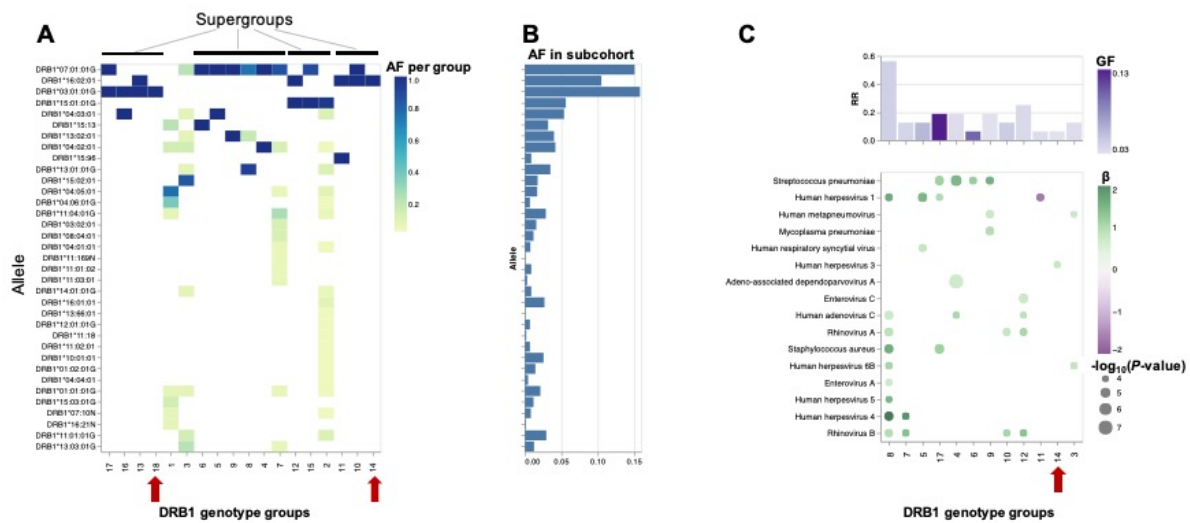 A
Supergroups
AF per group
1.0
0.8
0.6
0.4
0.2
Allele
DRB1*07:01:01G
DRB1*16:02:01
DRB1*03:01:01G
DRB1*15:01:01G
DRB1*04:03:01
DRB1*15:13
DRB1*13:02:01
DRB1*04:02:01
DRB1*15:96
DRB1*13:01:01G
DRB1*15:02:01
DRB1*04:05:01
DRB1*04:06:01G
DRB1*11:04:01G
DRB1*03:02:01
DRB1*08:04:01
DRB1*04:01:01
DRB1*11:169N
DRB1*11:01:02
DRB1*11:03:01
DRB1*14:01:01G
DRB1*16:01:01
DRB1*13:66:01
DRB1*12:01:01G
DRB1*11:18
DRB1*11:02:01
DRB1*10:01:01
DRB1*01:02:01G
DRB1*04:04:01
DRB1*01:01:01G
DRB1*15:03:01G
DRB1*07:10N
DRB1*16:21N
DRB1*11:01:01G
DRB1*13:03:01G
17 16 13 18 1 3 6 5 9 8 4 7 12 15 2 11 10 14
DRB1 genotype groups
B
AF in subcohort
Allele
0.00 0.05 0.10 0.15
C
RR
0.6
0.4
0.2
0.0
GF
0.13
0.03
Streptococcus pneumoniae
Human herpesvirus 1
Human metapneumovirus
Mycoplasma pneumoniae
Human respiratory syncytial virus
Human herpesvirus 3
Adeno-associated dependoparvovirus A
Enterovirus C
Human adenovirus C
Rhinovirus A
Staphylococcus aureus
Human herpesvirus 6B
Enterovirus A
Human herpesvirus 5
Human herpesvirus 4
Rhinovirus B
8 7 5 17 4 6 9 10 12 11 14 3
DRB1 genotype groups
β
2
1
0
−1
−2
-log10(P-value)
4
5
6
7